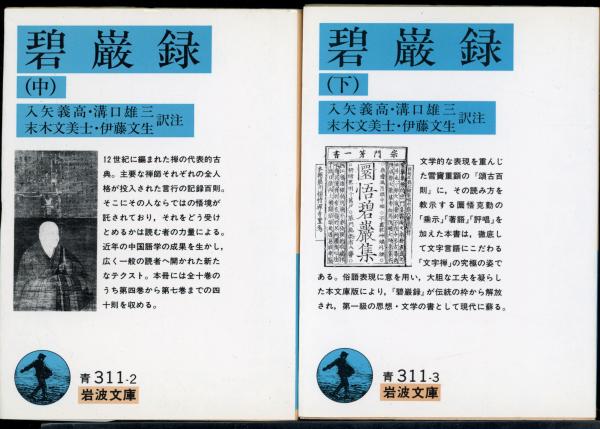 碧巌録
(中)
入矢義高・溝口雄三
末木文美士・伊藤文生
訳注
12世紀に編まれた禅の代表的古
典。主要な禅師それぞれの全人
格が投入された言行の記録百則。
そこにその人ならではの悟境が
託されており、それをどう受け
とめるかは読む者の力量による。
近年の中国語学の成果を生かし、
広く一般の読者へ開かれた新た
なテクスト。本冊には全十巻の
うち第四巻から第七巻までの四
十則を収める。
青 311-2
岩波文庫
碧巌録
(下)
入矢義高・溝口雄三
末木文美士・伊藤文生
訳注
宗門第一書
圜悟碧巖集
文学的な表現を重んじ
た雪竇重顕の『頌古百
則』に、その読み方を
教示する圜悟克勤の
「垂示」「著語」「評唱」を
加えた本書は、徹底し
て文字言語にこだわる
「文字禅」の究極の姿で
ある。俗語表現に意を用い、大胆な工夫を凝らし
た本文庫版により、『碧巌録』が伝統の枠から解放
され、第一級の思想・文学の書として現代に蘇る。
青 311-3
岩波文庫